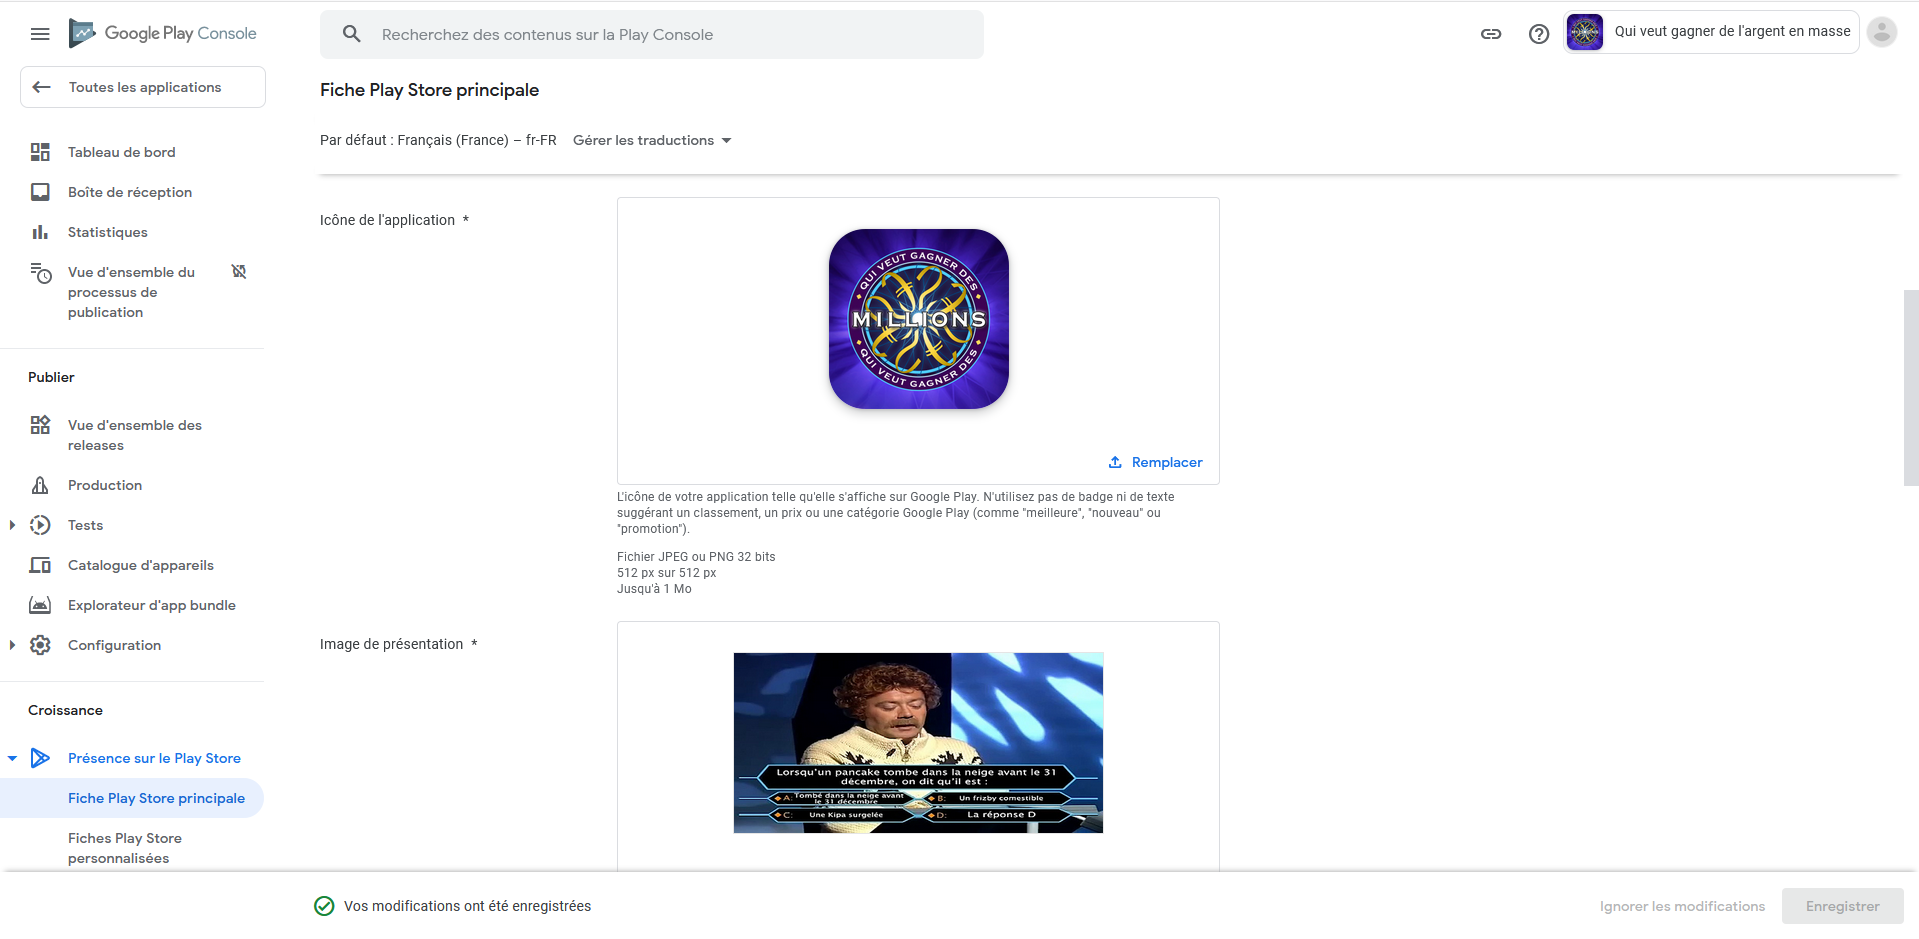 Google Play Console
Recherchez des contenus sur la Play Console
Qui veut gagner de l'argent en masse
Toutes les applications
Fiche Play Store principale
Par défaut : Français (France) – fr-FR
Gérer les traductions
Tableau de bord
Boîte de réception
Statistiques
Vue d'ensemble du
processus de
publication
Publier
Vue d'ensemble des
releases
Production
Tests
Catalogue d'appareils
Explorateur d'app bundle
Configuration
Croissance
Présence sur le Play Store
Fiche Play Store principale
Fiches Play Store
personnalisées
Icône de l'application *
QUI VEUT GAGNER DES
MILLIONS
QUI VEUT GAGNER DES
Remplacer
L'icône de votre application telle qu'elle s'affiche sur Google Play. N'utilisez pas de badge ni de texte
suggérant un classement, un prix ou une catégorie Google Play (comme "meilleure", "nouveau" ou
"promotion").
Fichier JPEG ou PNG 32 bits
512 px sur 512 px
Jusqu'à 1 Mo
Image de présentation *
Lorsqu'un pancake tombe dans la neige avant le 31
décembre, on dit qu'il est :
A: Tombé dans la neige avant
le 31 décembre
B: Un frizby comestible
C: Une Kipa surgelée
D: La réponse D
Vos modifications ont été enregistrées
Ignorer les modifications
Enregistrer